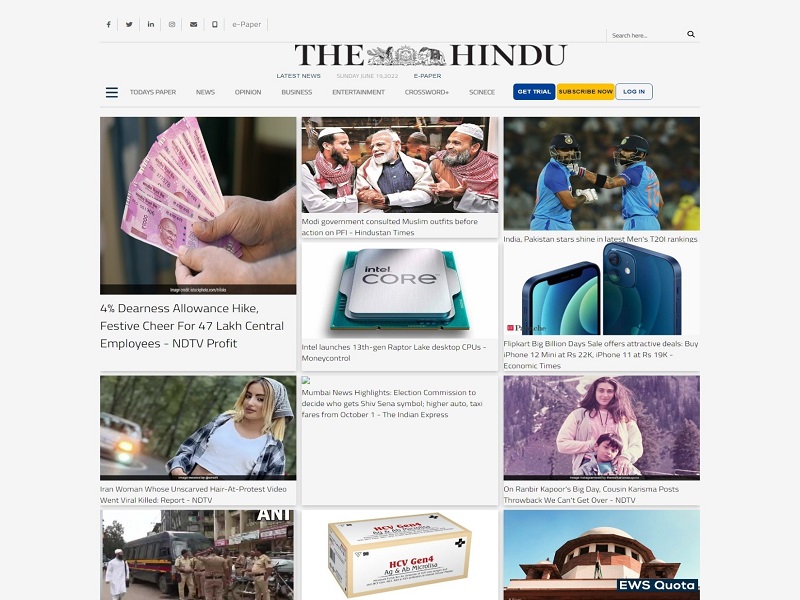 e-Paper
Search here...
THE HINDU
LATEST NEWS SUNDAY JUNE 19,2022 E-PAPER
TODAYS PAPER NEWS OPINION BUSINESS ENTERTAINMENT CROSSWORD+ SCINECE GET TRIAL SUBSCRIBE NOW LOG IN
4% Dearness Allowance Hike,
Festive Cheer For 47 Lakh Central
Employees - NDTV Profit
Modi government consulted Muslim outfits before
action on PFI - Hindustan Times
India, Pakistan stars shine in latest Men's T20I rankings
intel
CORE
Intel launches 13th-gen Raptor Lake desktop CPUs -
Moneycontrol
Flipkart Big Billion Days Sale offers attractive deals: Buy
iPhone 12 Mini at Rs 22K, iPhone 11 at Rs 19K -
Economic Times
Iran Woman Whose Unscarved Hair-At-Protest Video
Went Viral Killed: Report - NDTV
Mumbai News Highlights: Election Commission to
decide who gets Shiv Sena symbol; higher auto, taxi
fares from October 1 - The Indian Express
On Ranbir Kapoor's Big Day, Cousin Karisma Posts
Throwback We Can't Get Over - NDTV
ANI
HCV Gen4
Ag & Ab Microlisa
HCV Gen4
Ag & Ab Microlisa
EWS Quota